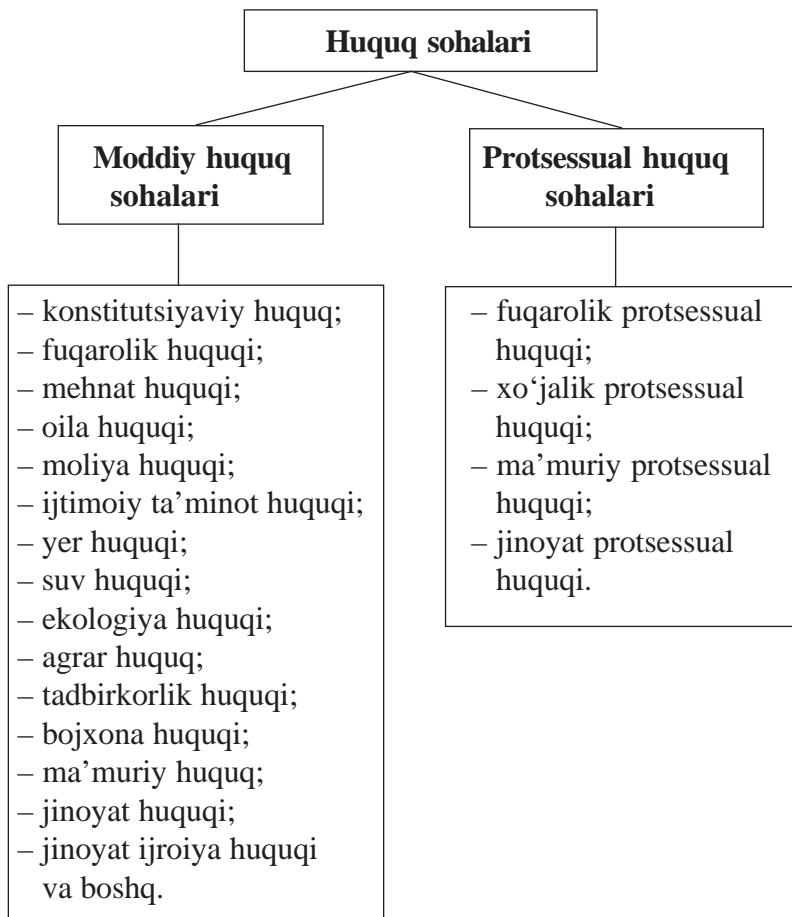 Huquq sohalari
Moddiy huquq
sohalari
Protsessual huquq
sohalari
– konstitutsiyaviy huquq;
– fuqarolik huquqi;
– mehnat huquqi;
– oila huquqi;
– moliya huquqi;
– ijtimoiy ta’minot huquqi;
– yer huquqi;
– suv huquqi;
– ekologiya huquqi;
– agrar huquq;
– tadbirkorlik huquqi;
– bojxona huquqi;
– ma’muriy huquq;
– jinoyat huquqi;
– jinoyat ijroiya huquqi
va boshq.
– fuqarolik protsessual
huquqi;
– xo‘jalik protsessual
huquqi;
– ma’muriy protsessual
huquqi;
– jinoyat protsessual
huquqi.